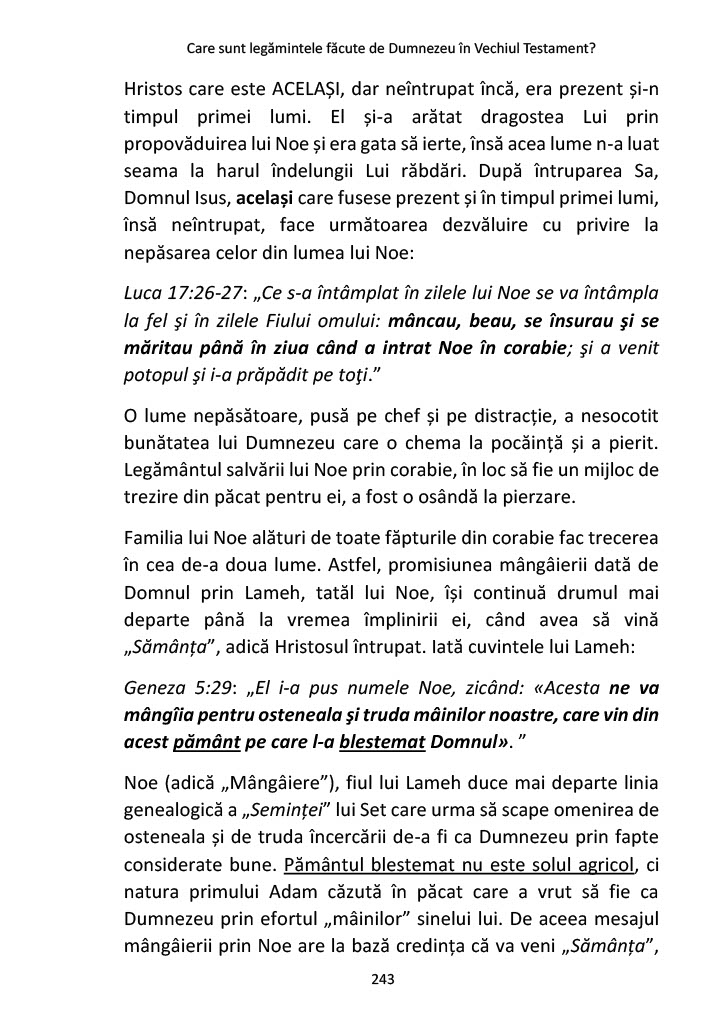 Care sunt legămintele făcute de Dumnezeu în Vechiul Testament?
Hristos care este ACELAȘI, dar neîntrupat încă, era prezent și-n
timpul primei lumi. El și-a arătat dragostea Lui prin
propovăduirea lui Noe și era gata să ierte, însă acea lume n-a luat
seama la harul îndelungii Lui răbdări. După întruparea Sa,
Domnul Isus, același care fusese prezent și în timpul primei lumi,
însă neîntrupat, face următoarea dezvăluire cu privire la
nepăsarea celor din lumea lui Noe:
Luca 17:26-27: „Ce s-a întâmplat în zilele lui Noe se va întâmpla
la fel şi în zilele Fiului omului: mâncau, beau, se însurau şi se
măritau până în ziua când a intrat Noe în corabie; şi a venit
potopul şi i-a prăpădit pe toţi.”
O lume nepăsătoare, pusă pe chef și pe distracție, a nesocotit
bunătatea lui Dumnezeu care o chema la pocăință și a pierit.
Legământul salvării lui Noe prin corabie, în loc să fie un mijloc de
trezire din păcat pentru ei, a fost o osândă la pierzare.
Familia lui Noe alături de toate făpturile din corabie fac trecerea
în cea de-a doua lume. Astfel, promisiunea mângâierii dată de
Domnul prin Lameh, tatăl lui Noe, își continuă drumul mai
departe până la vremea împlinirii ei, când avea să vină
„Sămânța”, adică Hristosul întrupat. Iată cuvintele lui Lameh:
Geneza 5:29: „El i-a pus numele Noe, zicând: «Acesta ne va
mângîia pentru osteneala şi truda mâinilor noastre, care vin din
acest pământ pe care l-a blestemat Domnul». ”
Noe (adică „Mângâiere”), fiul lui Lameh duce mai departe linia
genealogică a „Seminței” lui Set care urma să scape omenirea de
osteneala și de truda încercării de-a fi ca Dumnezeu prin fapte
considerate bune. Pământul blestemat nu este solul agricol, ci
natura primului Adam căzută în păcat care a vrut să fie ca
Dumnezeu prin efortul „mâinilor” sinelui lui. De aceea mesajul
mângâierii prin Noe are la bază credința că va veni „Sămânța”,
243